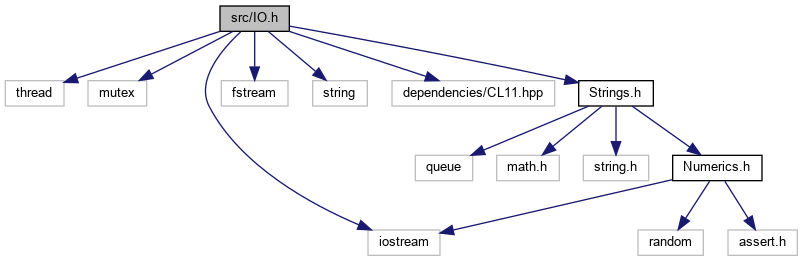 src/IO.h
thread
mutex
fstream
string
dependencies/CL11.hpp
Strings.h
queue
math.h
string.h
Numerics.h
iostream
random
assert.h